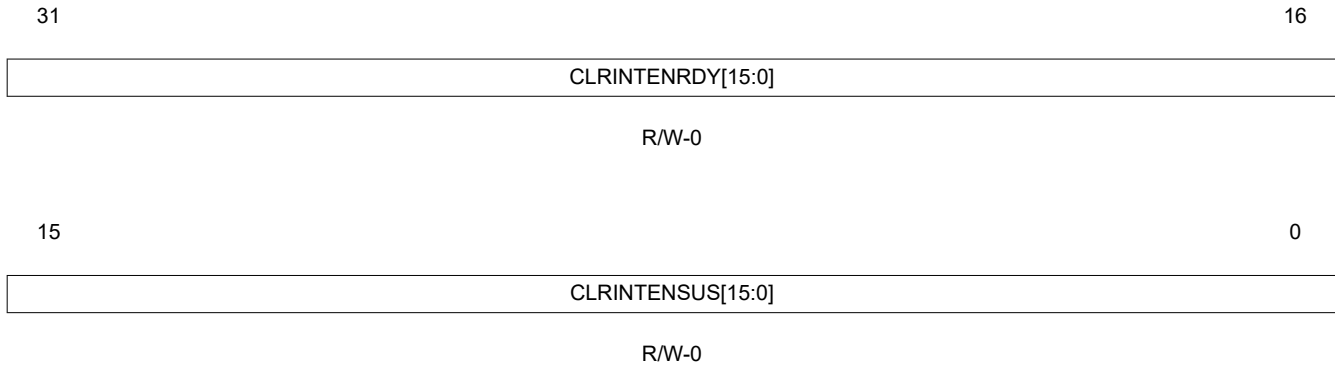 31 16
CLRINTENRDY[15:0]
R/W-0
15 0
CLRINTENSUS[15:0]
R/W-0